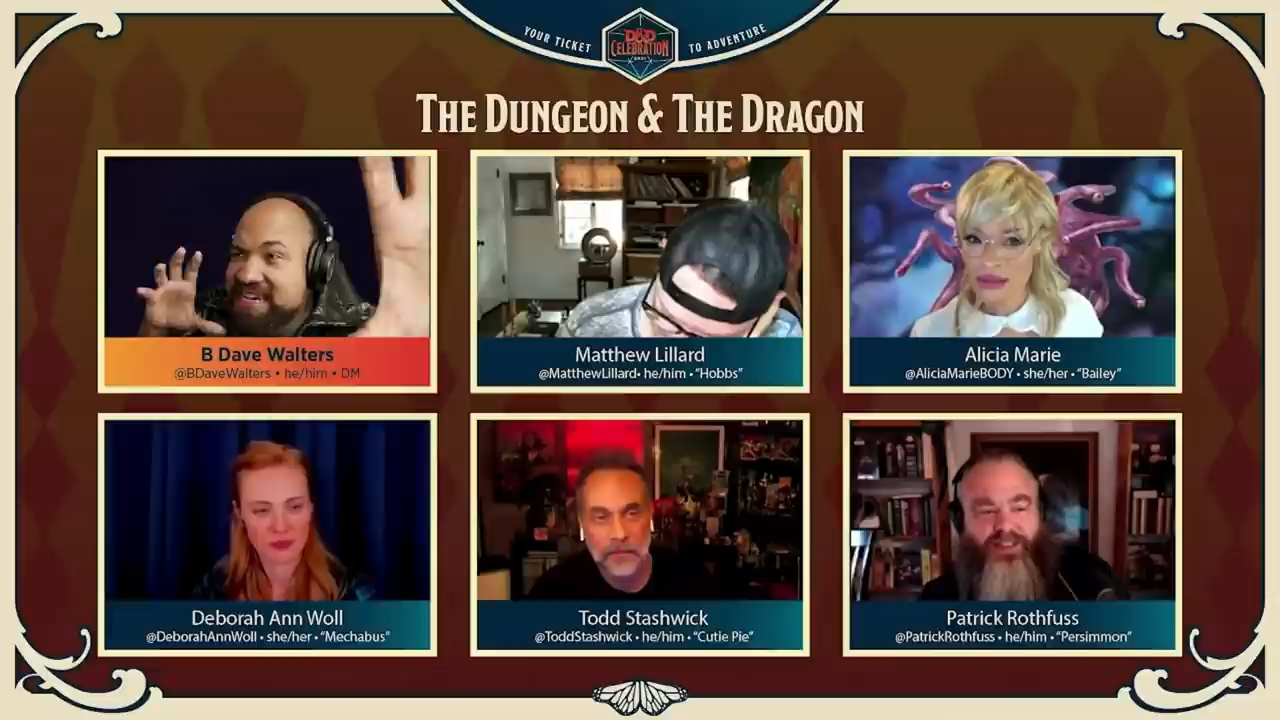 YOUR TICKET
D&D
CELEBRATION
TO ADVENTURE
THE DUNGEON & THE DRAGON
B Dave Walters
@BDaveWalters • he/him • DM
Matthew Lillard
@MatthewLillard• he/him •“Hobbs”
Alicia Marie
@AliciaMarieBODY • she/her •“Bailey”
Deborah Ann Woll
@DeborahAnnWoll • she/her •“Mechabus”
Todd Stashwick
@ToddStashwick • he/him •“Cutie Pie”
Patrick Rothfuss
@PatrickRothfuss • he/him •“Persimmon”